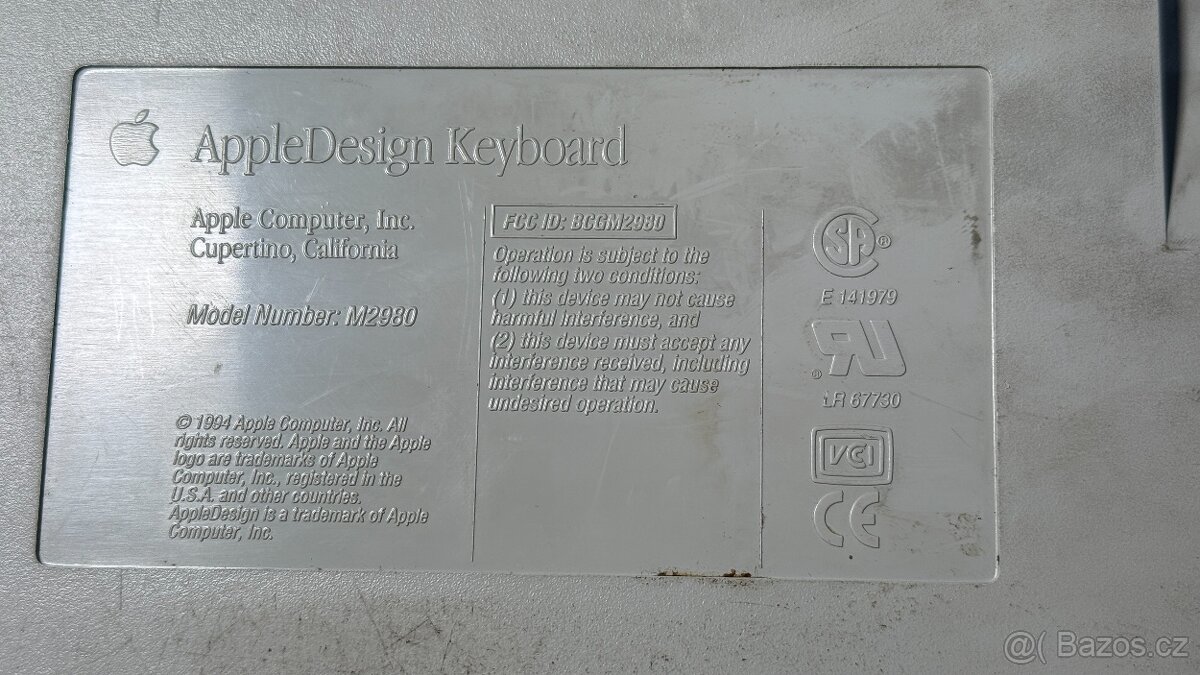 AppleDesign Keyboard
Apple Computer, Inc.
Cupertino, California
Model Number: M2980
© 1994 Apple Computer, Inc. All
rights reserved. Apple and the Apple
logo are trademarks of Apple
Computer, Inc., registered in the
U.S.A. and other countries.
AppleDesign is a trademark of Apple
Computer, Inc.
FCC ID: BCGM2980
Operation is subject to the
following two conditions:
(1) this device may not cause
harmful interference, and
(2) this device must accept any
interference received, including
interference that may cause
undesired operation.
SA ®
E 141979
RU ®
LR 67730
VCI
CE
@( Bazos.cz